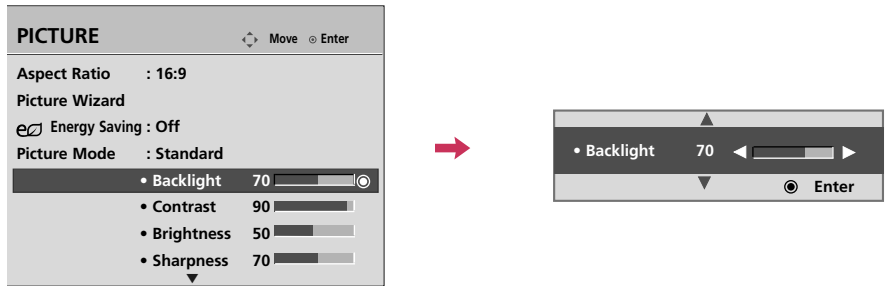 PICTURE Move Enter
Aspect Ratio : 16:9
Picture Wizard
Energy Saving : Off
Picture Mode : Standard
• Backlight 70
• Contrast 90
• Brightness 50
• Sharpness 70
• Backlight 70
Enter